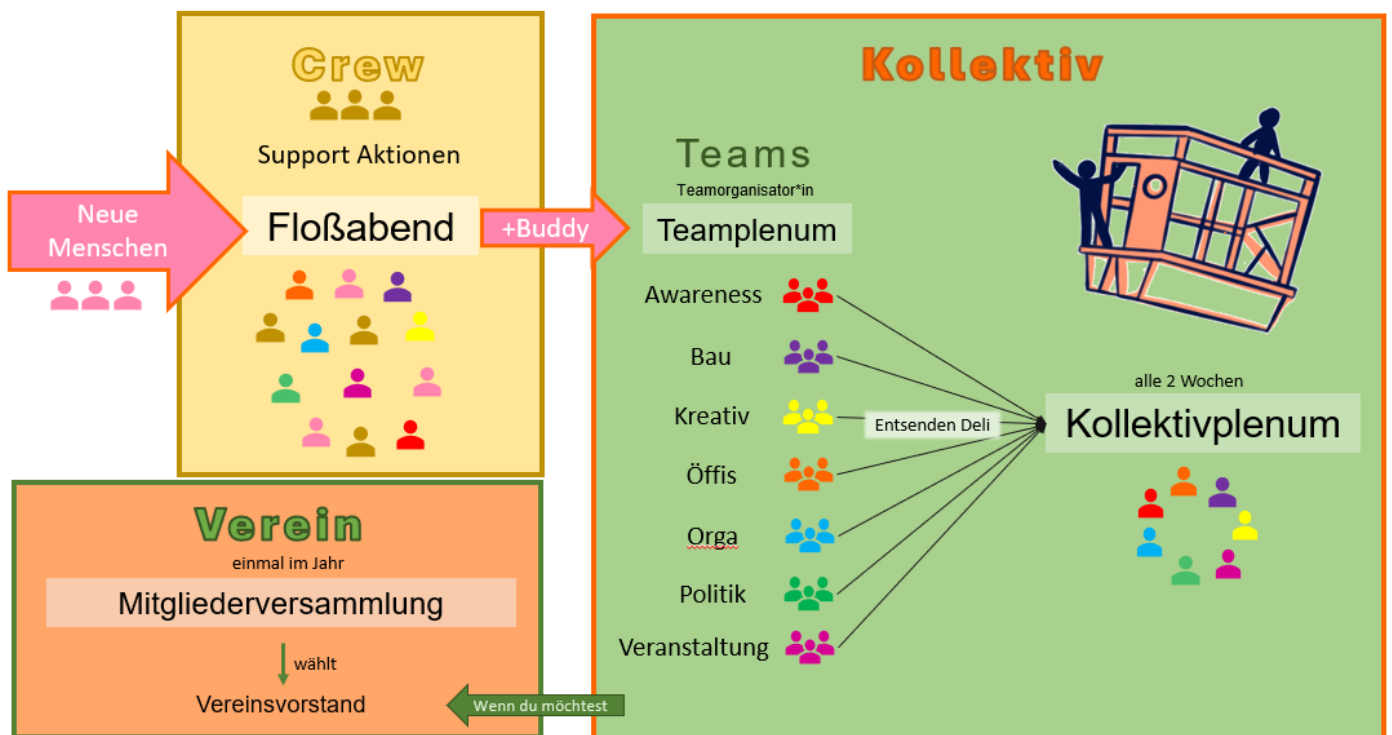 Crew
Support Aktionen
Neue
Menschen
Floßabend
+Buddy
Kollektiv
Teams
Teamorganisator*in
Teamplenum
Awareness
Bau
Kreativ
Öffis
Orga
Politik
Veranstaltung
Entsenden Deli
alle 2 Wochen
Kollektivplenum
Verein
einmal im Jahr
Mitgliederversammlung
wählt
Vereinsvorstand
Wenn du möchtest